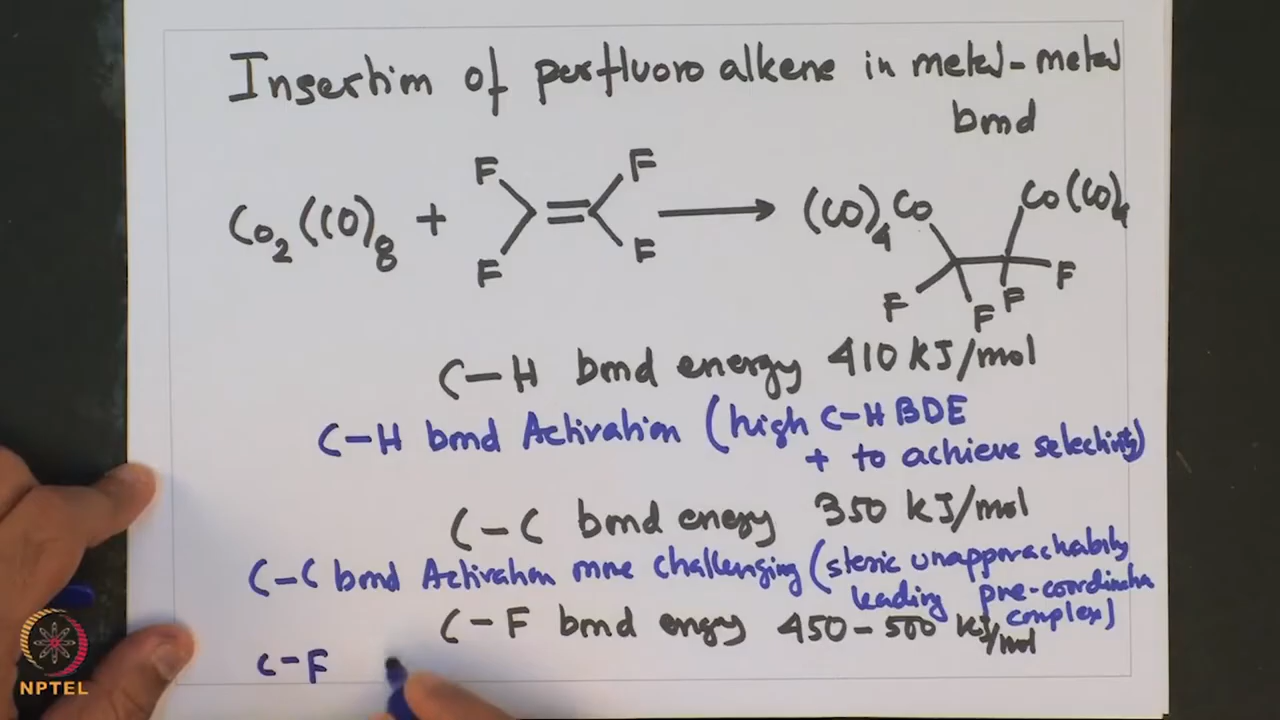 Insertion of perfluoro alkene in metal-metal
bond
F F
Co₂(CO)₈ + (CO)₄Co Co(CO)₄
F F
F F F F
C-H bond energy 410 kJ/mol
C-H bond Activation (high C-H BDE
+ to achieve selectivity)
C-C bond energy 350 kJ/mol
C-C bond Activation more challenging (steric unapproachability
leading pre-coordination
complex)
C-F bond energy 450-500 kJ/mol
C-F
NPTEL